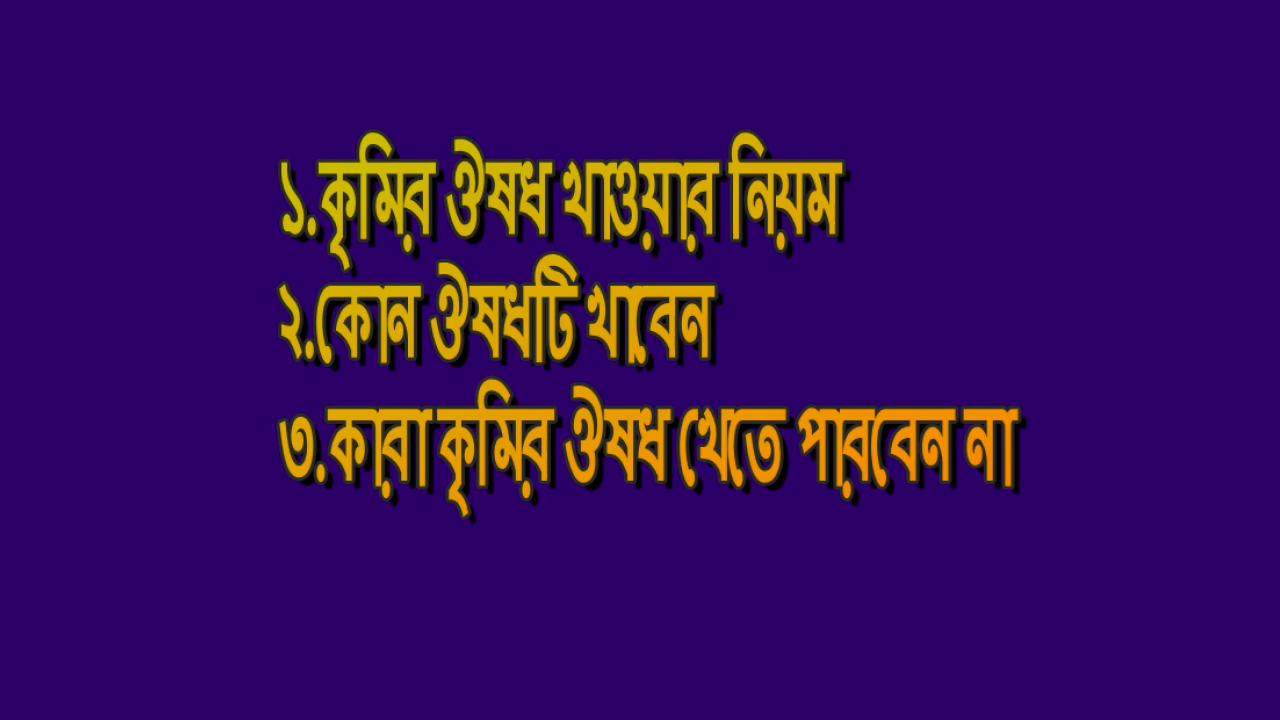 ১.কৃমির ঔষধ খাওয়ার নিয়ম
২.কোন ঔষধটি খাবেন
৩.কারা কৃমির ঔষধ খেতে পারবেন না